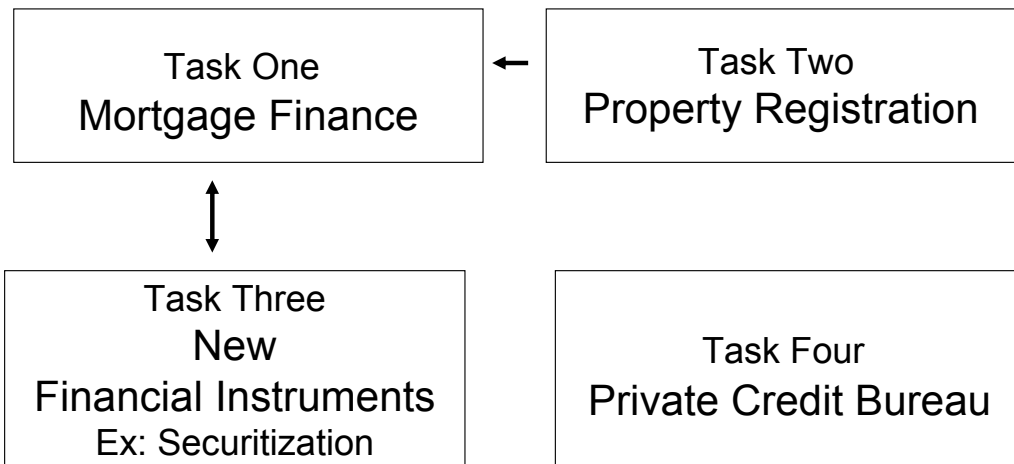 Task One
Mortgage Finance
Task Two
Property Registration
Task Three
New
Financial Instruments
Ex: Securitization
Task Four
Private Credit Bureau